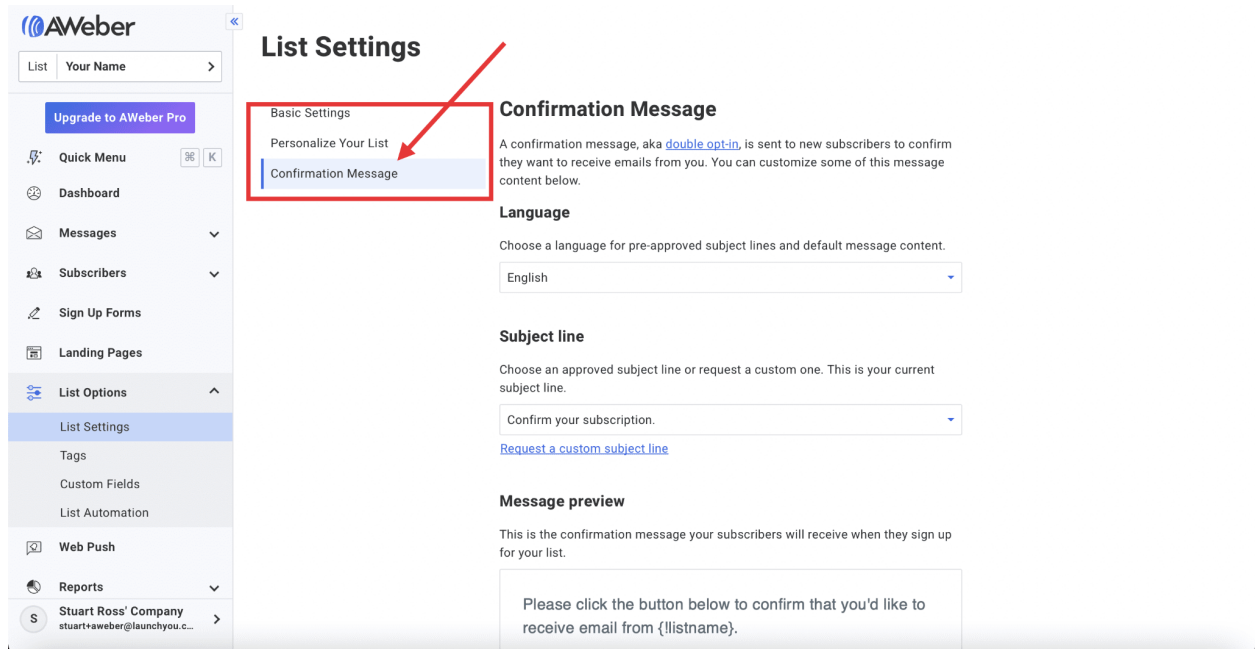 AWeber
«
List Your Name
Upgrade to AWeber Pro
Quick Menu ⌘ K
Dashboard
Messages
Subscribers
Sign Up Forms
Landing Pages
List Options
List Settings
Tags
Custom Fields
List Automation
Web Push
Reports
S
Stuart Ross' Company
stuart+aweber@launchyou.c...
List Settings
Basic Settings
Personalize Your List
Confirmation Message
Confirmation Message
A confirmation message, aka double opt-in, is sent to new subscribers to confirm
they want to receive emails from you. You can customize some of this message
content below.
Language
Choose a language for pre-approved subject lines and default message content.
English
Subject line
Choose an approved subject line or request a custom one. This is your current
subject line.
Confirm your subscription.
Request a custom subject line
Message preview
This is the confirmation message your subscribers will receive when they sign up
for your list.
Please click the button below to confirm that you'd like to
receive email from {!listname}.